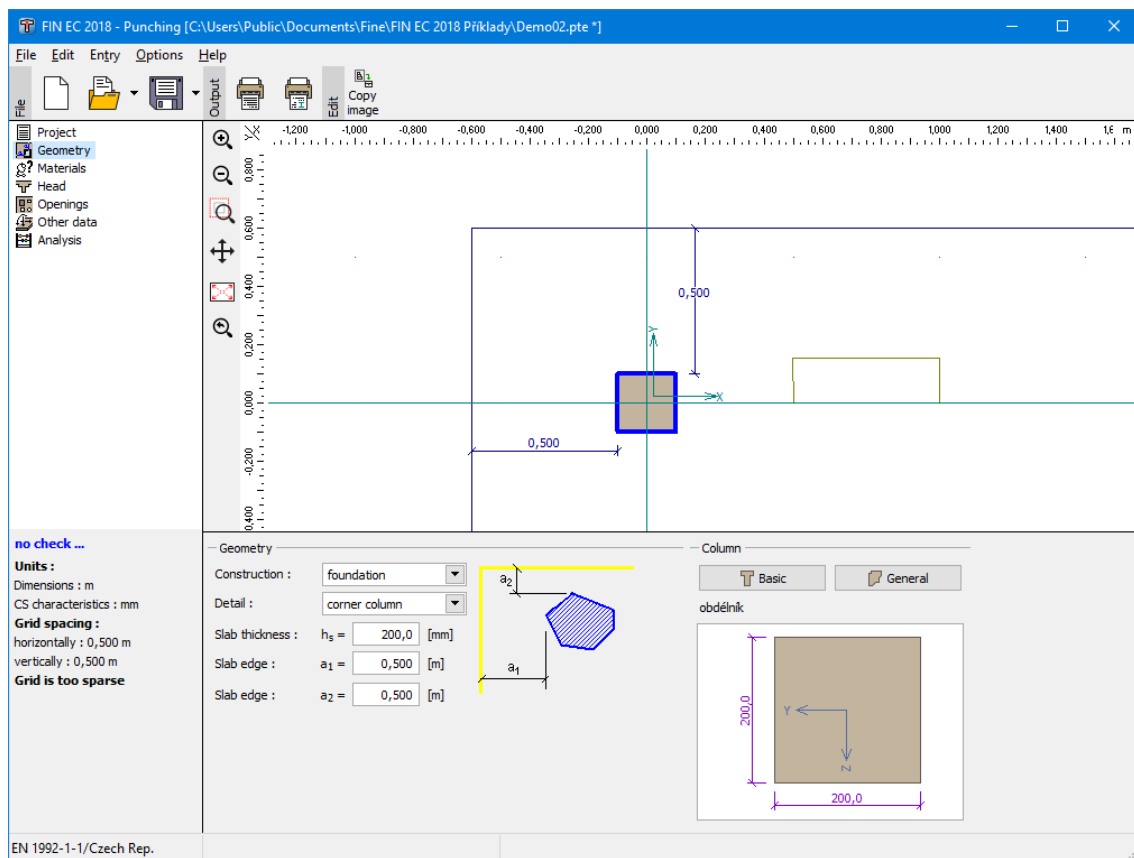 FIN EC 2018 - Punching [C:\Users\Public\Documents\Fine\FIN EC 2018 Příklady\Demo02.pte *]
File Edit Entry Options Help
File
Output
Edit
Copy
image
Project
Geometry
Materials
Head
Openings
Other data
Analysis
-1,200 -1,000 -0,800 -0,600 -0,400 -0,200 0,000 0,200 0,400 0,600 0,800 1,000 1,200 1,400 1,6 m
0,800
0,600
0,400
0,200
0,000
-0,200
-0,400
0,500
Y
X
0,500
no check ...
Units :
Dimensions : m
CS characteristics : mm
Grid spacing :
horizontally : 0,500 m
vertically : 0,500 m
Grid is too sparse
Geometry
Construction : foundation
Detail : corner column
Slab thickness : hs = 200,0 [mm]
Slab edge : a1 = 0,500 [m]
Slab edge : a2 = 0,500 [m]
a2
a1
Column
Basic General
obdélník
200,0
Y
Z
200,0
EN 1992-1-1/Czech Rep.